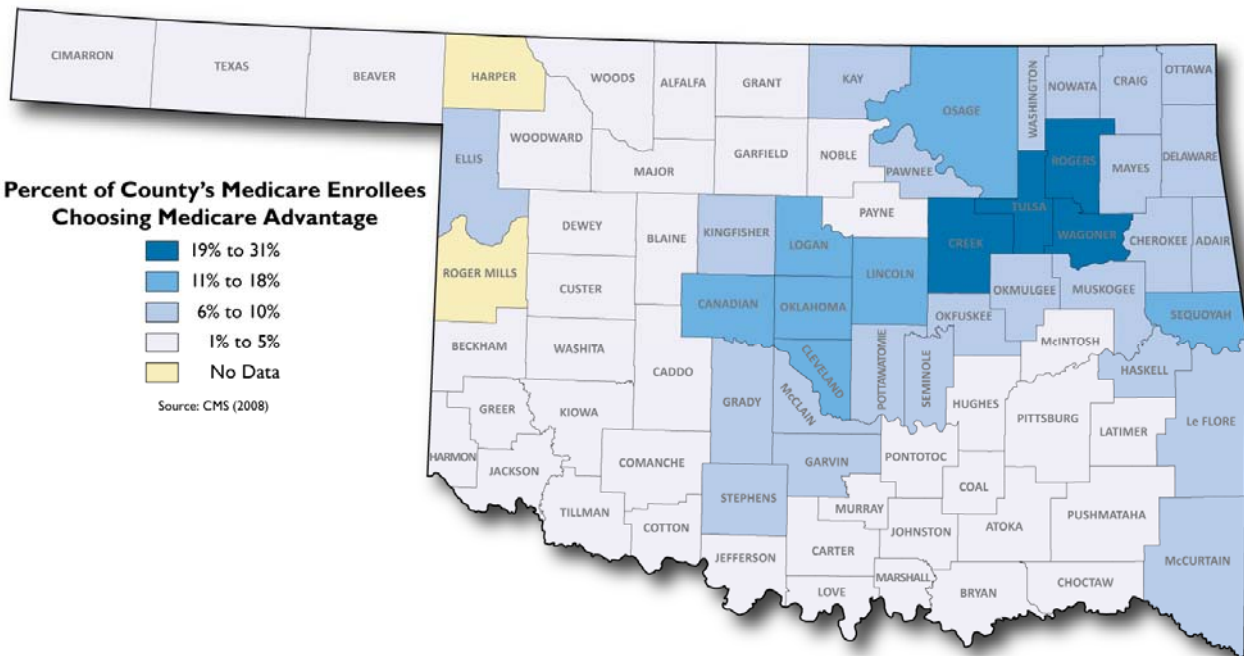 CIMARRON
TEXAS
BEAVER
HARPER
WOODS
ALFALFA
GRANT
KAY
OSAGE
WASHINGTON
NOWATA
CRAIG
OTTAWA
ELLIS
WOODWARD
MAJOR
GARFIELD
NOBLE
PAWNEE
ROGERS
MAYES
DELAWARE
Percent of County's Medicare Enrollees
Choosing Medicare Advantage
19% to 31%
11% to 18%
6% to 10%
1% to 5%
No Data
Source: CMS (2008)
DEWEY
BLAINE
KINGFISHER
LOGAN
PAYNE
CREEK
TULSA
WAGONER
CHEROKEE
ADAIR
ROGER MILLS
CUSTER
CANADIAN
OKLAHOMA
LINCOLN
OKFUSKEE
OKMULGEE
MUSKOGEE
SEQUOYAH
BECKHAM
WASHITA
CADDO
GRADY
McCLAIN
CLEVELAND
POTTAWATOMIE
SEMINOLE
HUGHES
McINTOSH
HASKELL
PITTSBURG
LATIMER
Le FLORE
GREER
KIOWA
HARMON
JACKSON
COMANCHE
STEPHENS
GARVIN
PONTOTOC
COAL
TILLMAN
COTTON
MURRAY
JOHNSTON
ATOKA
PUSHMATAHA
McCURTAIN
JEFFERSON
CARTER
LOVE
MARSHALL
BRYAN
CHOCTAW